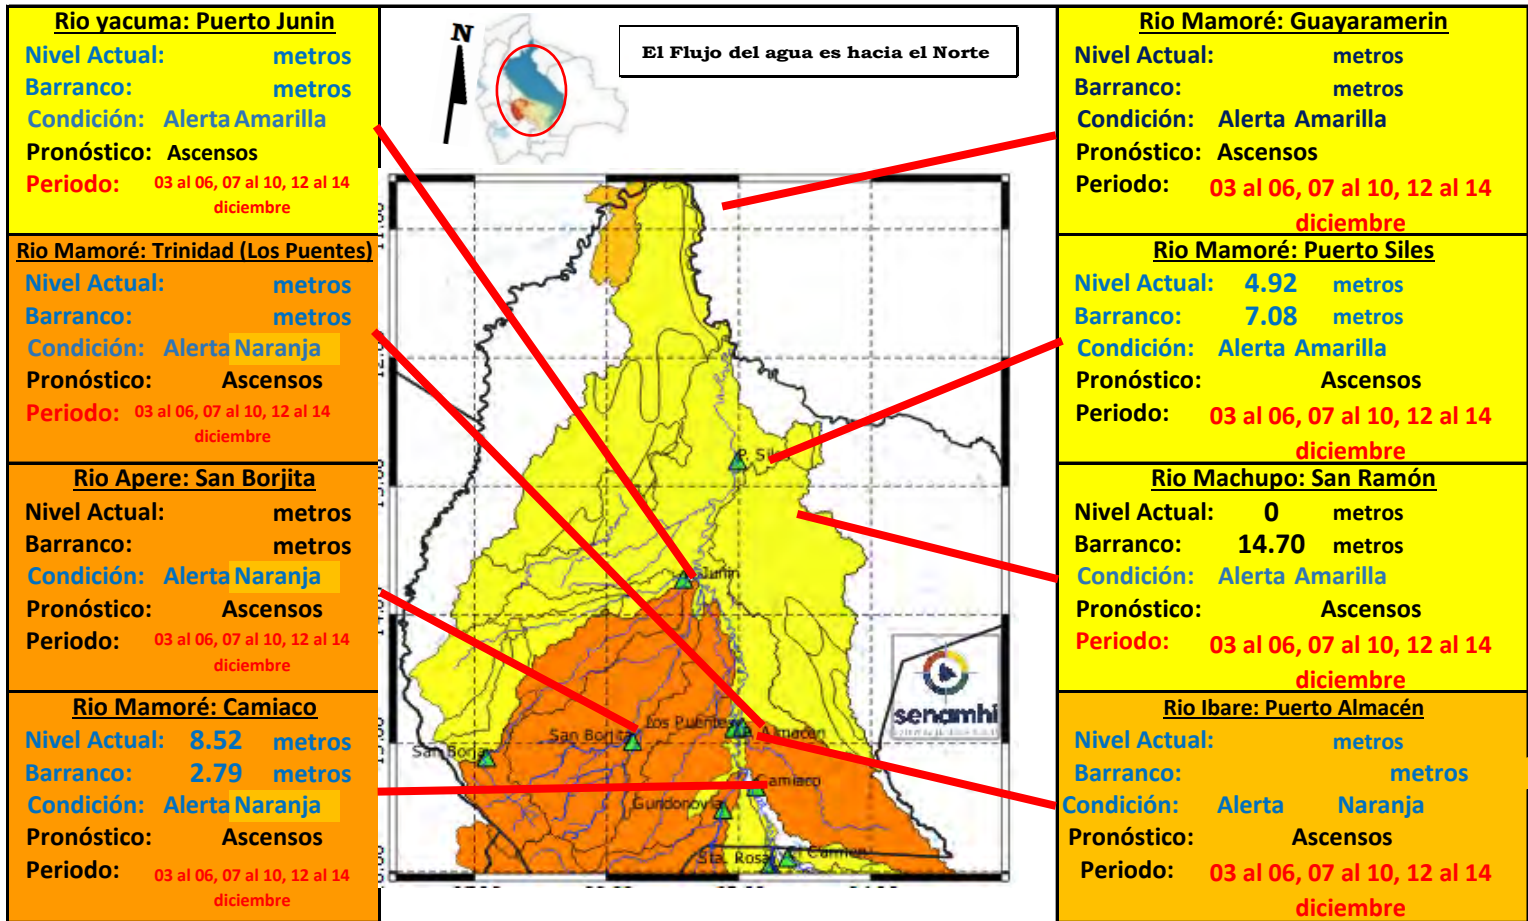 Rio yacuma: Puerto Junin
Nivel Actual: metros
Barranco: metros
Condición: Alerta Amarilla
Pronóstico: Ascensos
Periodo: 03 al 06, 07 al 10, 12 al 14
diciembre
Rio Mamoré: Trinidad (Los Puentes)
Nivel Actual: metros
Barranco: metros
Condición: Alerta Naranja
Pronóstico: Ascensos
Periodo: 03 al 06, 07 al 10, 12 al 14
diciembre
Rio Apere: San Borjita
Nivel Actual: metros
Barranco: metros
Condición: Alerta Naranja
Pronóstico: Ascensos
Periodo: 03 al 06, 07 al 10, 12 al 14
diciembre
Rio Mamoré: Camiaco
Nivel Actual: 8.52 metros
Barranco: 2.79 metros
Condición: Alerta Naranja
Pronóstico: Ascensos
Periodo: 03 al 06, 07 al 10, 12 al 14
diciembre
N
El Flujo del agua es hacia el Norte
P. Siles
Junin
Los Puentes
P. Almacen
San Borjita
San Borja
Camiaco
Gundonovia
Sta. Rosa
El Carmen
senamhi
Rio Mamoré: Guayaramerin
Nivel Actual: metros
Barranco: metros
Condición: Alerta Amarilla
Pronóstico: Ascensos
Periodo: 03 al 06, 07 al 10, 12 al 14
diciembre
Rio Mamoré: Puerto Siles
Nivel Actual: 4.92 metros
Barranco: 7.08 metros
Condición: Alerta Amarilla
Pronóstico: Ascensos
Periodo: 03 al 06, 07 al 10, 12 al 14
diciembre
Rio Machupo: San Ramón
Nivel Actual: 0 metros
Barranco: 14.70 metros
Condición: Alerta Amarilla
Pronóstico: Ascensos
Periodo: 03 al 06, 07 al 10, 12 al 14
diciembre
Rio Ibare: Puerto Almacén
Nivel Actual: metros
Barranco: metros
Condición: Alerta Naranja
Pronóstico: Ascensos
Periodo: 03 al 06, 07 al 10, 12 al 14
diciembre